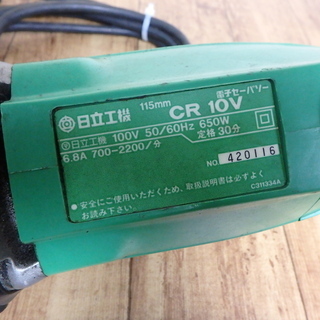 日立工機 115mm 電子セーバソー
CR 10V
日立工機 100V 50/60Hz 650W
6.8A 700-2200/分 定格 30分
NO. 420116
安全にご使用いただくため、取扱説明書は必ずよく
お読み下さい。
C311334A